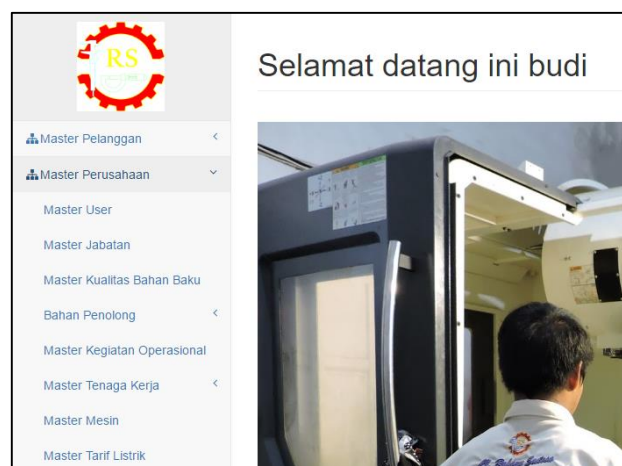 RS
Selamat datang ini budi
Master Pelanggan
Master Perusahaan
Master User
Master Jabatan
Master Kualitas Bahan Baku
Bahan Penolong
Master Kegiatan Operasional
Master Tenaga Kerja
Master Mesin
Master Tarif Listrik